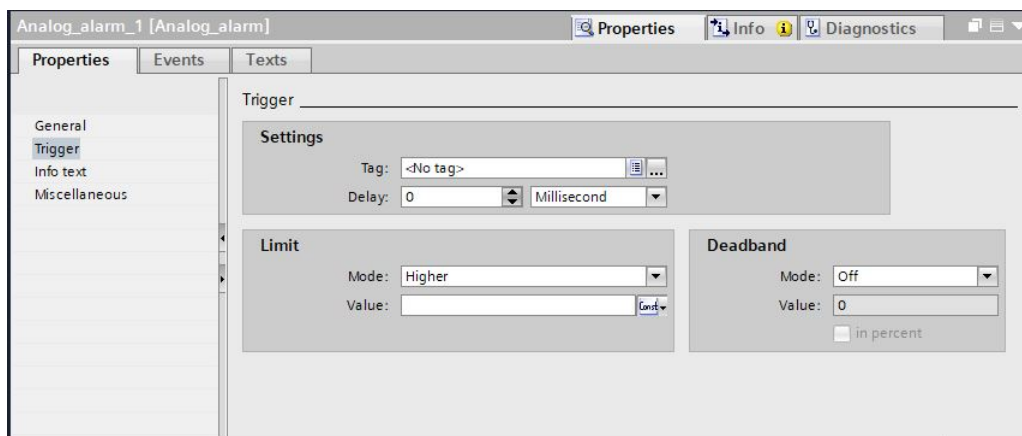 Analog_alarm_1 [Analog_alarm]
Properties
Info
Diagnostics
Properties
Events
Texts
General
Trigger
Info text
Miscellaneous
Trigger
Settings
Tag: <No tag>
Delay: 0 Millisecond
Limit
Mode: Higher
Value: Const
Deadband
Mode: Off
Value: 0
in percent